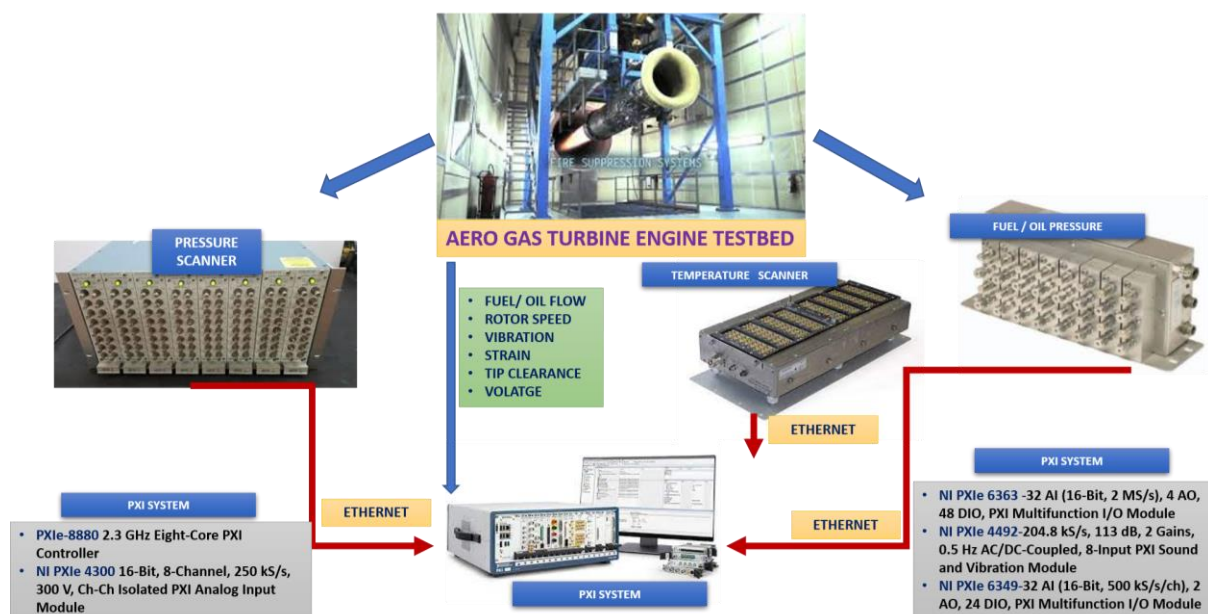 FIRE SUPPRESSION SYSTEMS
AERO GAS TURBINE ENGINE TESTBED
PRESSURE
SCANNER
FUEL / OIL PRESSURE
TEMPERATURE SCANNER
• FUEL/ OIL FLOW
• ROTOR SPEED
• VIBRATION
• STRAIN
• TIP CLEARANCE
• VOLATGE
ETHERNET
PXI SYSTEM
• PXIe-8880 2.3 GHz Eight-Core PXI
Controller
• NI PXIe 4300 16-Bit, 8-Channel, 250 kS/s,
300 V, Ch-Ch Isolated PXI Analog Input
Module
ETHERNET
ETHERNET
PXI SYSTEM
PXI SYSTEM
• NI PXIe 6363 -32 AI (16-Bit, 2 MS/s), 4 AO,
48 DIO, PXI Multifunction I/O Module
• NI PXIe 4492-204.8 kS/s, 113 dB, 2 Gains,
0.5 Hz AC/DC-Coupled, 8-Input PXI Sound
and Vibration Module
• NI PXIe 6349-32 AI (16-Bit, 500 kS/s/ch), 2
AO, 24 DIO, PXI Multifunction I/O Module